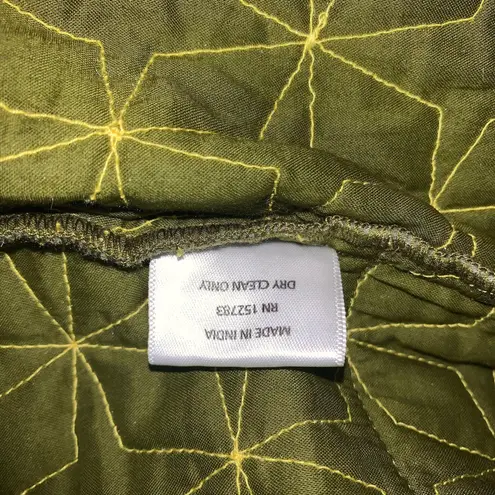 MADE IN INDIA
RN 152783
DRY CLEAN ONLY